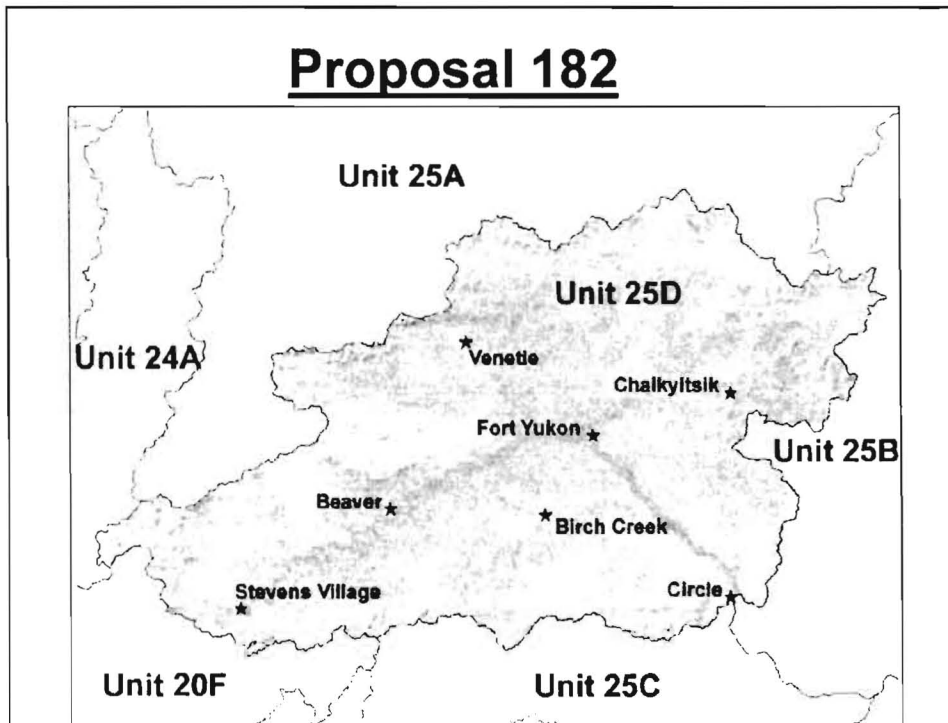 Proposal 182
Unit 25A
Unit 25D
Unit 24A
Venetie
Chalkyitsik
Fort Yukon
Unit 25B
Beaver
Birch Creek
Stevens Village
Circle
Unit 20F
Unit 25C